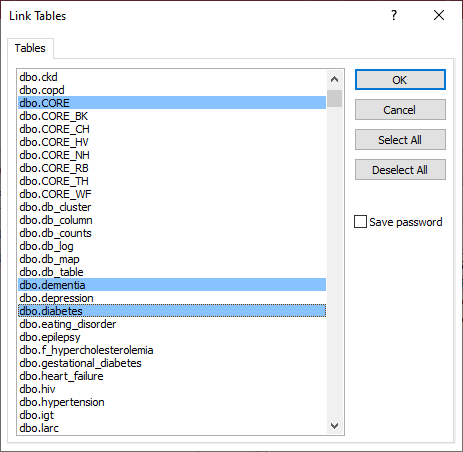 Link Tables
Tables
dbo.ckd
dbo.copd
dbo.CORE
dbo.CORE_BK
dbo.CORE_CH
dbo.CORE_HV
dbo.CORE_NH
dbo.CORE_RB
dbo.CORE_TH
dbo.CORE_WF
dbo.db_cluster
dbo.db_column
dbo.db_counts
dbo.db_log
dbo.db_map
dbo.db_table
dbo.dementia
dbo.depression
dbo.diabetes
dbo.eating_disorder
dbo.epilepsy
dbo.f_hypercholesterolemia
dbo.gestational_diabetes
dbo.heart_failure
dbo.hiv
dbo.hypertension
dbo.igt
dbo.larc
OK
Cancel
Select All
Deselect All
Save password